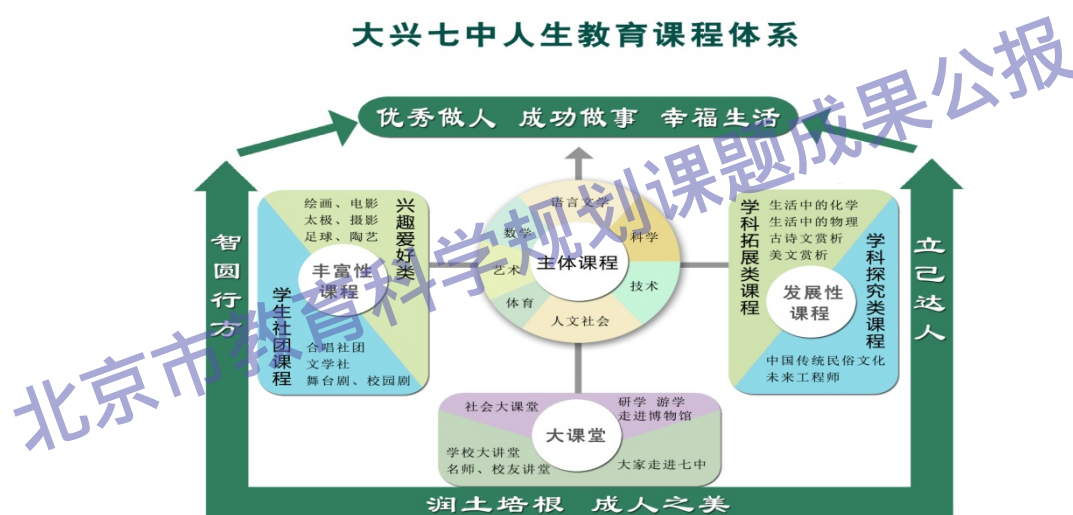 大兴七中人生教育课程体系
优秀做人 成功做事 幸福生活
智圆行方
绘画、电影
太极、摄影
足球、陶艺
兴趣爱好类
丰富性
课程
学生社团课程
合唱社团
文学社
舞台剧、校园剧
语言文学
数学
科学
艺术
主体课程
技术
体育
人文社会
学科拓展类课程
生活中的化学
生活中的物理
古诗文赏析
美文赏析
发展性
课程
学科探究类课程
中国传统民俗文化
未来工程师
立己达人
社会大课堂
研学 游学
走进博物馆
大课堂
学校大讲堂
名师、校友讲堂
大家走进七中
润土培根 成人之美
北京市教育科学规划课题成果公报